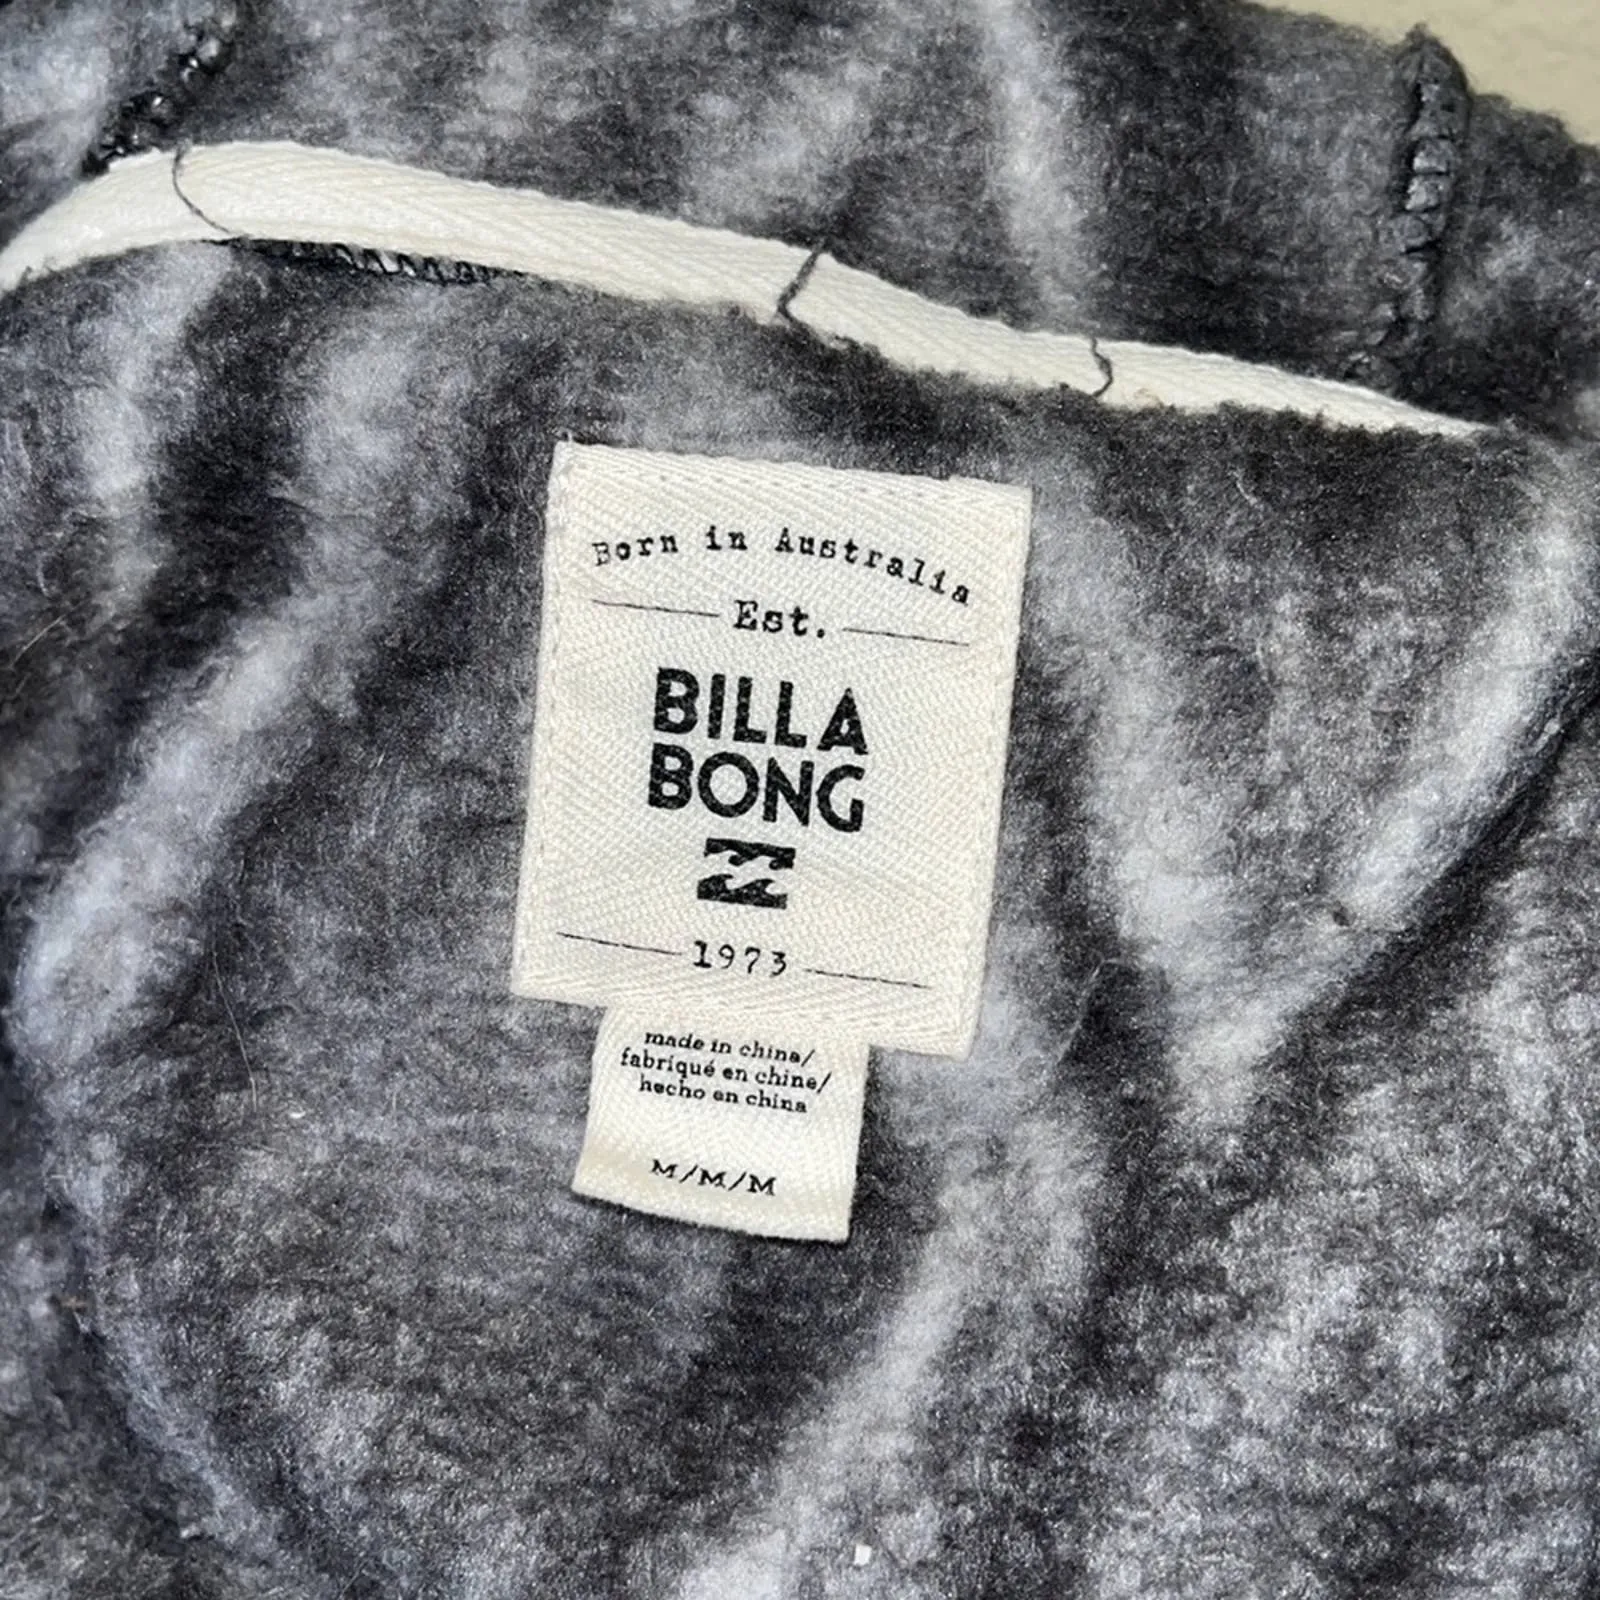 Born in Australia
Est.
BILLA
BONG
1973
made in china/
fabriqué en chine/
hecho en china
M/M/M